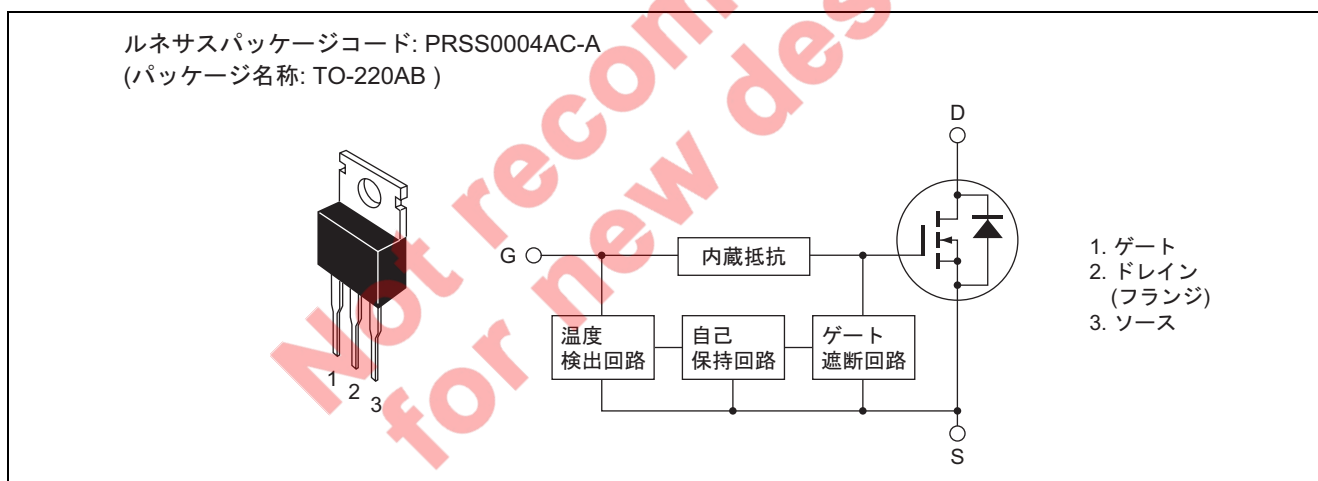 ルネサスパッケージコード: PRSS0004AC-A
(パッケージ名称: TO-220AB )
Not recom
for new des
D
G
内蔵抵抗
温度
検出回路
自己
保持回路
ゲート
遮断回路
S
1
2
3
1. ゲート
2. ドレイン
(フランジ)
3. ソース